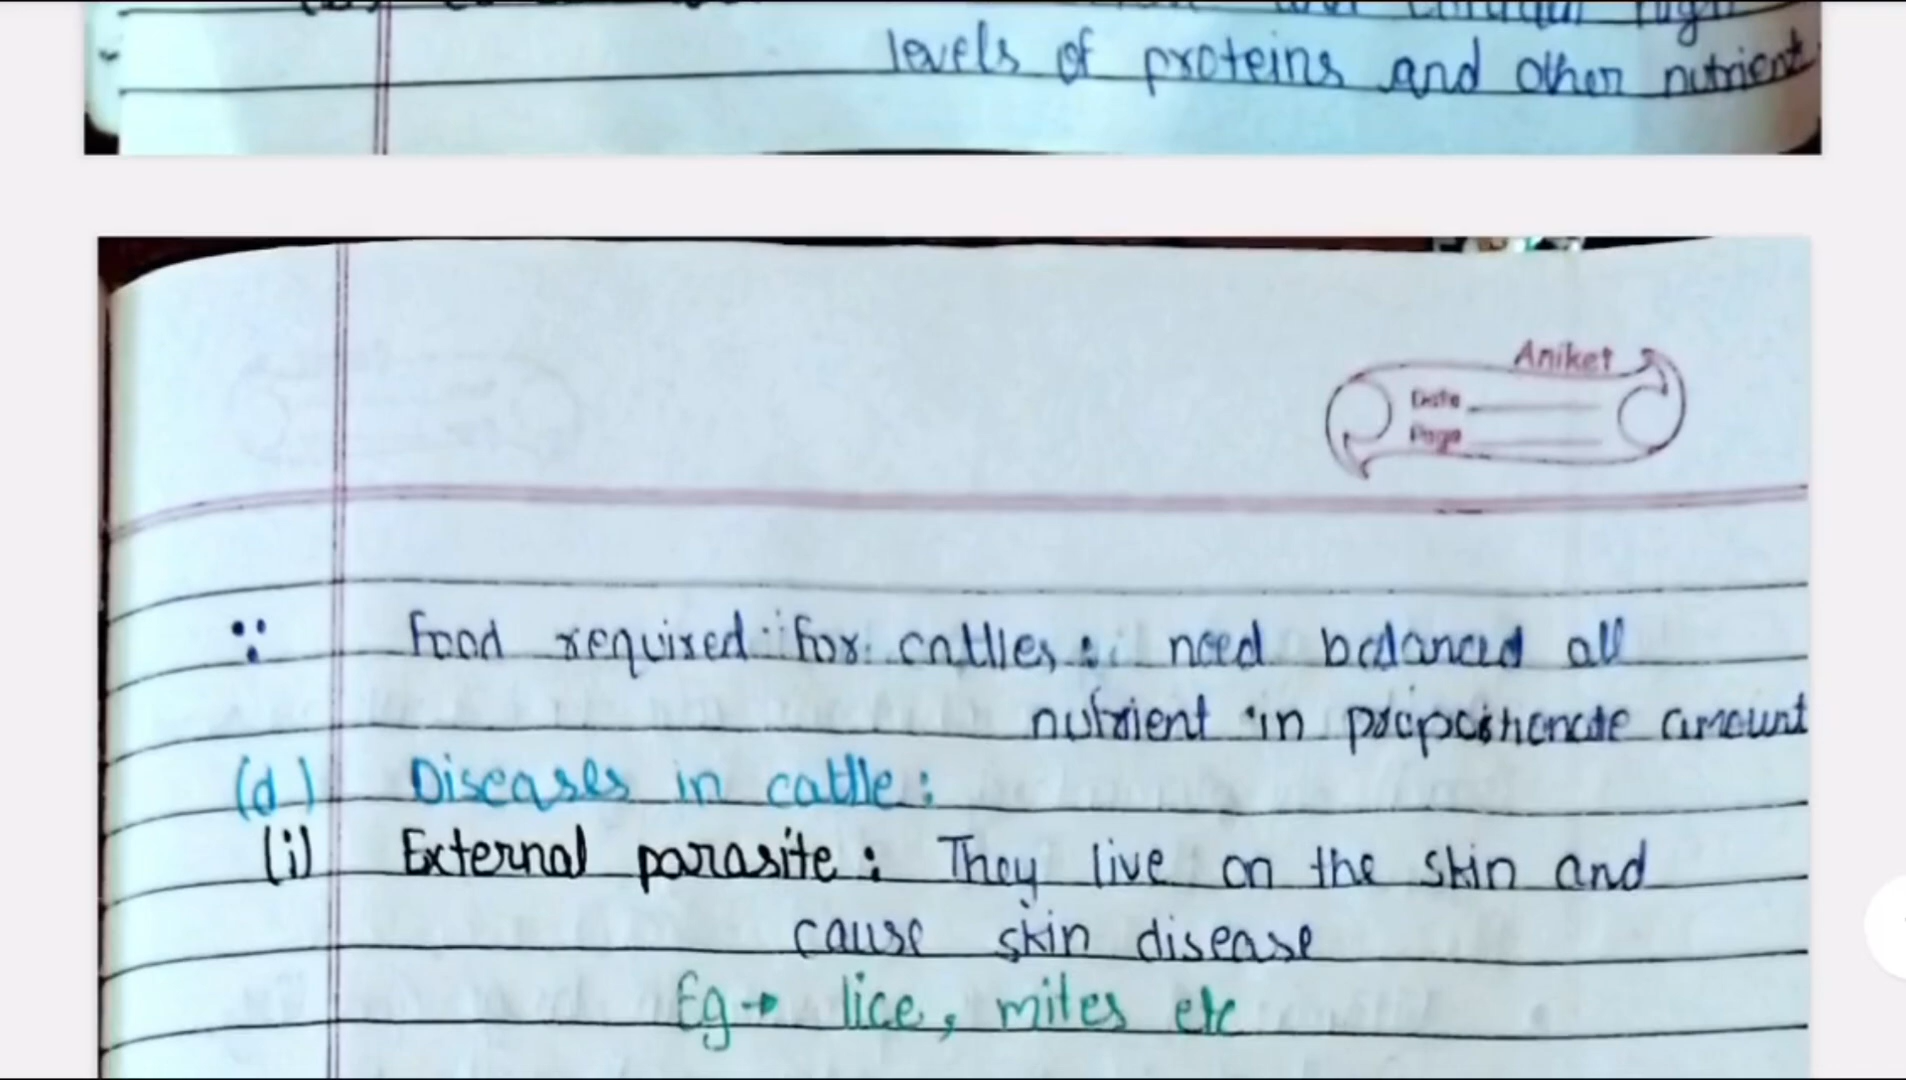 levels of proteins and other nutrient
Aniket
Date
Page
Food required for cattles : need balanced all
nutrient in proportionate amount
(d) Diseases in cattle :
(i) External parasite : They live on the skin and
cause skin disease
Eg → lice, mites etc